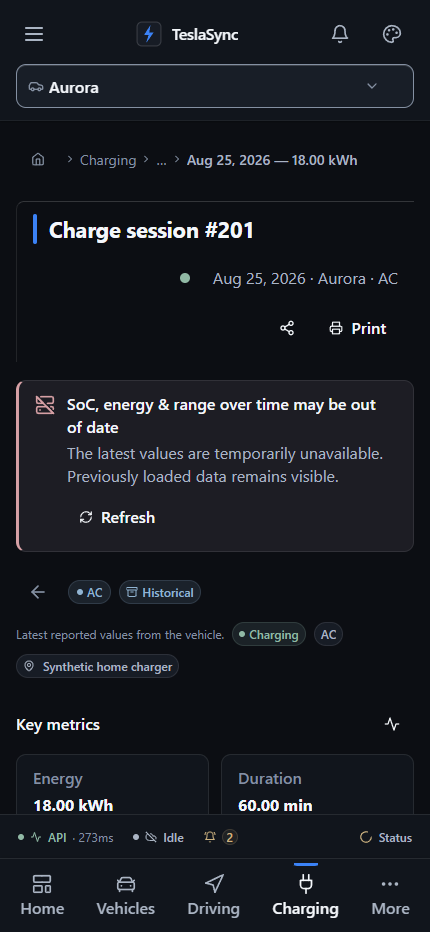 TeslaSync
Aurora
Charging
...
Aug 25, 2026 — 18.00 kWh
Charge session #201
Aug 25, 2026 · Aurora · AC
Print
SoC, energy & range over time may be out
of date
The latest values are temporarily unavailable.
Previously loaded data remains visible.
Refresh
AC
Historical
Latest reported values from the vehicle.
Charging
AC
Synthetic home charger
Key metrics
Energy
Duration
18.00 kWh
60.00 min
API · 273ms
Idle
2
Status
Home
Vehicles
Driving
Charging
More